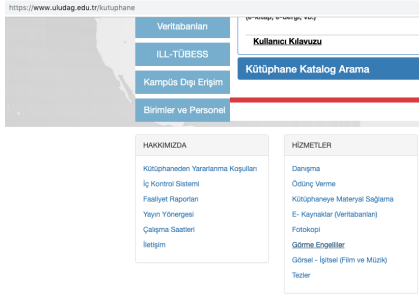 https://www.uludag.edu.tr/kutuphane
Veritabanları
ILL-TÜBESS
Kampüs Dışı Erişim
Birimler ve Personel
(e-kitap, e-dergi, vb.)
Kullanıcı Kılavuzu
Kütüphane Katalog Arama
HAKKIMIZDA
Kütüphaneden Yararlanma Koşulları
İç Kontrol Sistemi
Faaliyet Raporları
Yayın Yönergesi
Çalışma Saatleri
İletişim
HİZMETLER
Danışma
Ödünç Verme
Kütüphaneye Materyal Sağlama
E- Kaynaklar (Veritabanları)
Fotokopi
Görme Engelliler
Görsel - İşitsel (Film ve Müzik)
Tezler